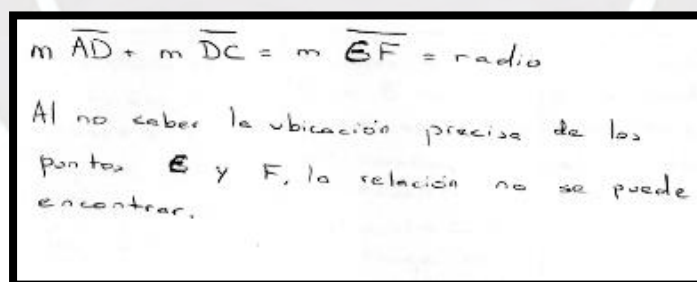 m AD + m DC = m EF = radio
Al no saber la ubicación precisa de los
puntos E y F, la relación no se puede
encontrar.